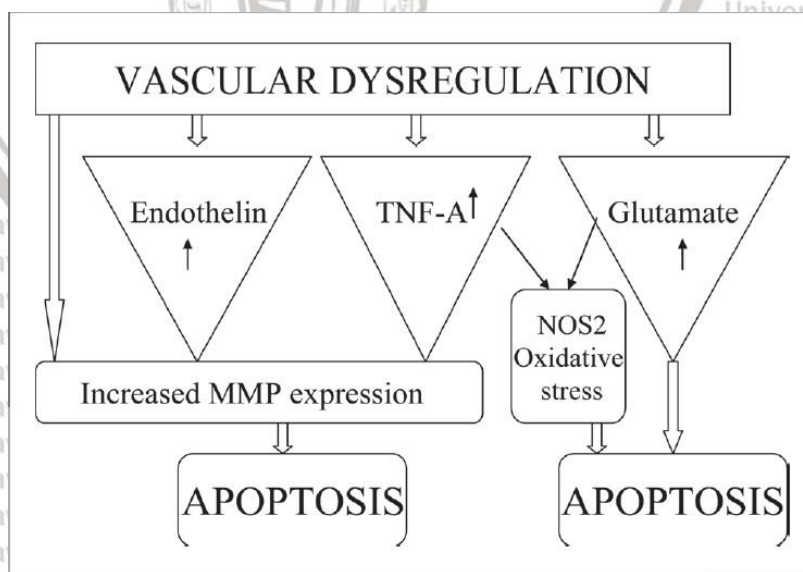 VASCULAR DYSREGULATION
Endothelin
↑
TNF-A↑
Glutamate
↑
NOS2
Oxidative
stress
Increased MMP expression
APOPTOSIS
APOPTOSIS